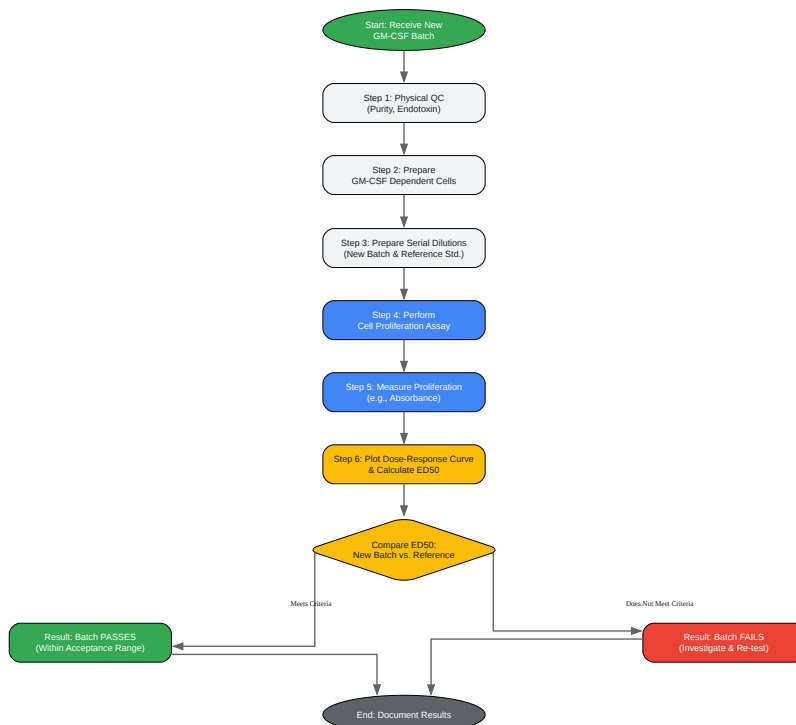 Start: Receive New
GM-CSF Batch
Step 1: Physical QC
(Purity, Endotoxin)
Step 2: Prepare
GM-CSF Dependent Cells
Step 3: Prepare Serial Dilutions
(New Batch & Reference Std.)
Step 4: Perform
Cell Proliferation Assay
Step 5: Measure Proliferation
(e.g., Absorbance)
Step 6: Plot Dose-Response Curve
& Calculate ED50
Compare ED50:
New Batch vs. Reference
Meets Criteria
Does Not Meet Criteria
Result: Batch PASSES
(Within Acceptance Range)
Result: Batch FAILS
(Investigate & Re-test)
End: Document Results